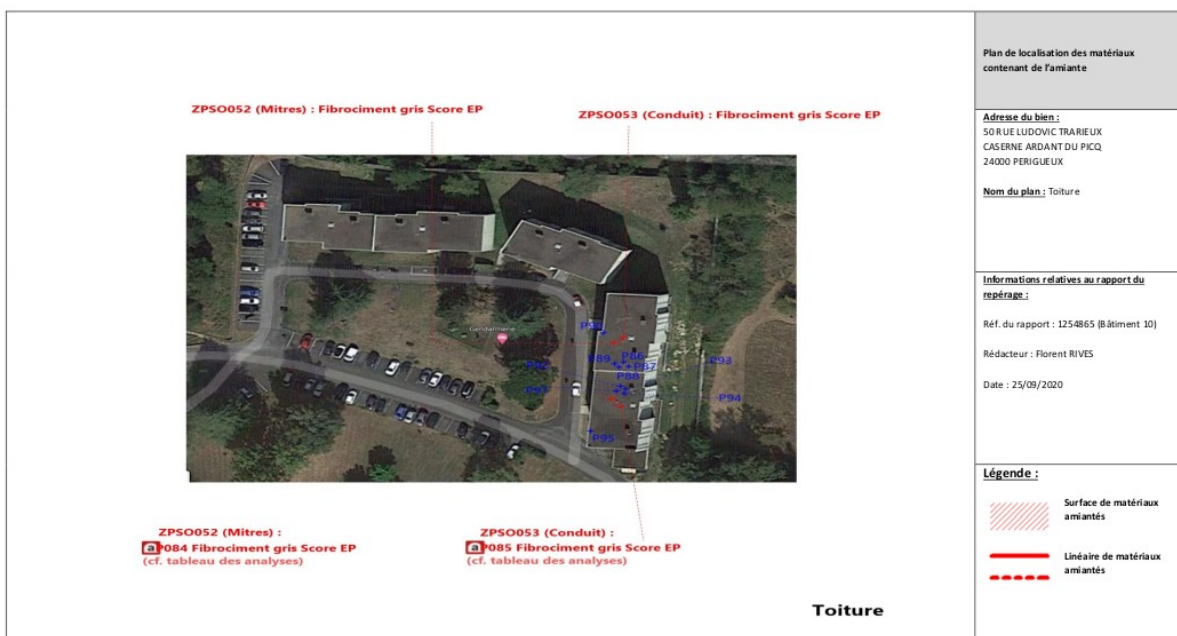 ZPSO052 (Mitres) : Fibrociment gris Score EP
ZPSO053 (Conduit) : Fibrociment gris Score EP
Gendarmerie
P86
P89
P87
P88
P93
P94
P95
ZPSO052 (Mitres) :
a P084 Fibrociment gris Score EP
(cf. tableau des analyses)
ZPSO053 (Conduit) :
a P085 Fibrociment gris Score EP
(cf. tableau des analyses)
Toiture
Plan de localisation des matériaux
contenant de l'amiante
Adresse du bien :
50 RUE LUDOVIC TRARIEUX
CASERNE ARDANT DU PICQ
24000 PERIGUEUX
Nom du plan : Toiture
Informations relatives au rapport du
repérage :
Réf. du rapport : 1254865 (Bâtiment 10)
Rédacteur : Florent RIVES
Date : 25/09/2020
Légende :
Surface de matériaux
amiantés
Linéaire de matériaux
amiantés